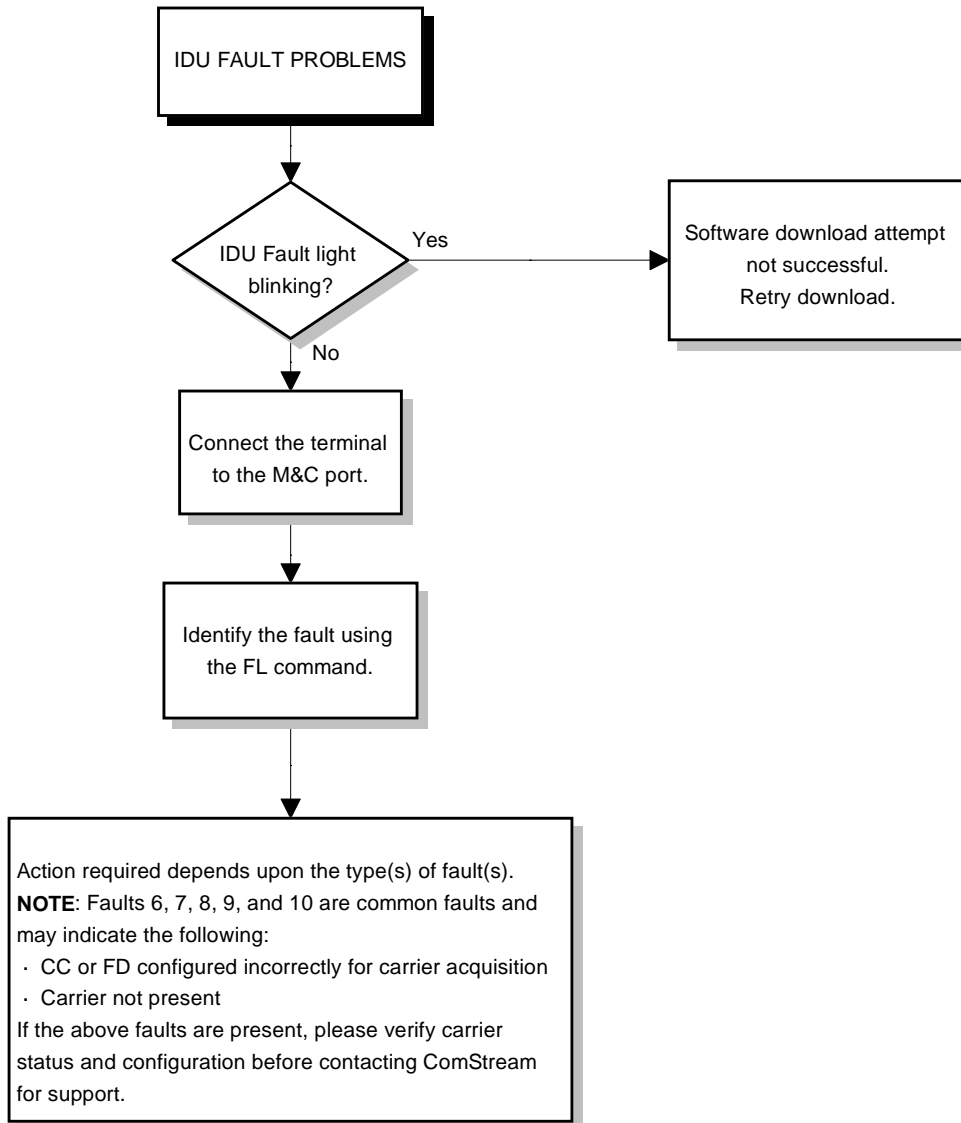 IDU FAULT PROBLEMS
IDU Fault light
blinking?
Yes
Software download attempt
not successful.
Retry download.
No
Connect the terminal
to the M&C port.
Identify the fault using
the FL command.
Action required depends upon the type(s) of fault(s).
NOTE: Faults 6, 7, 8, 9, and 10 are common faults and
may indicate the following:
· CC or FD configured incorrectly for carrier acquisition
· Carrier not present
If the above faults are present, please verify carrier
status and configuration before contacting ComStream
for support.